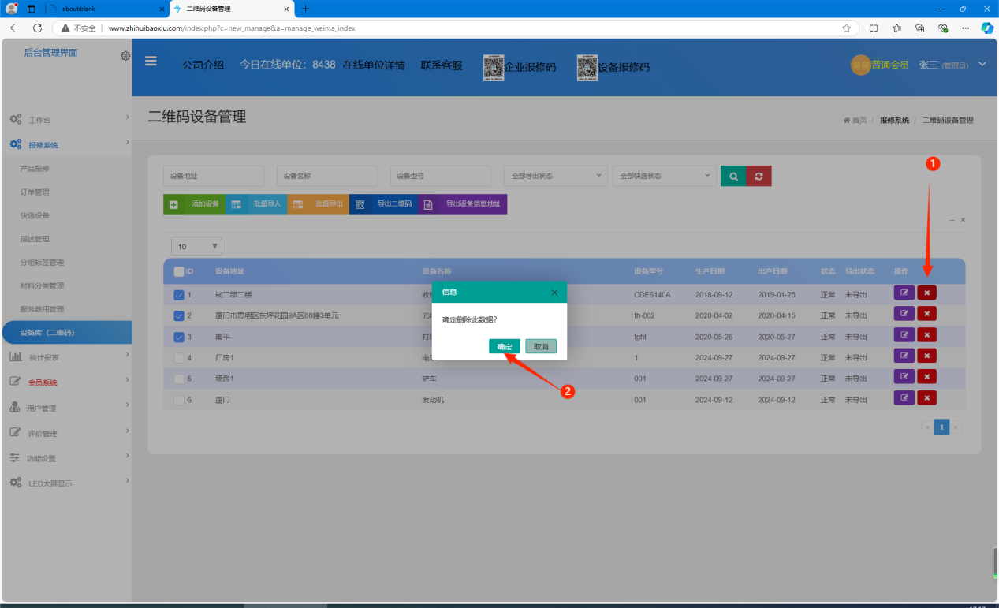 about:blank
二维码设备管理
不安全 www.zhihuibaoxiu.com/index.php?c=new_manage&a=manage_weima_index
后台管理界面
公司介绍 今日在线单位：8438 在线单位详情 联系客服 企业报修码 设备报修码
普通会员 张三 (管理员)
二维码设备管理
首页 / 报修系统 / 二维码设备管理
工作台
报修系统
产品报修
订单管理
快选设备
描述管理
分组标签管理
材料分类管理
服务费用管理
设备库（二维码）
统计报表
会员系统
用户管理
评价管理
功能设置
LED大屏显示
1
设备地址 设备名称 设备型号 全部导出状态 全部快选状态
添加设备 批量导入 批量导出 导出二维码 导出设备信息地址
10
ID 设备地址 设备名称 设备型号 生产日期 出产日期 状态 导出状态 操作
1 制二部二楼 CDE6140A 2018-09-12 2019-01-25 正常 未导出
2 厦门市思明区东坪花园9A区88幢3单元 th-002 2020-04-02 2020-04-15 正常 未导出
3 南平 tght 2020-05-26 2020-05-27 正常 未导出
4 厂房1 1 2024-09-27 2024-09-27 正常 未导出
5 场房1 铲车 001 2024-09-27 2024-09-27 正常 未导出
6 厦门 发动机 001 2024-09-12 2024-09-12 正常 未导出
« 1 »
信息
确定删除此数据?
确定 取消
2